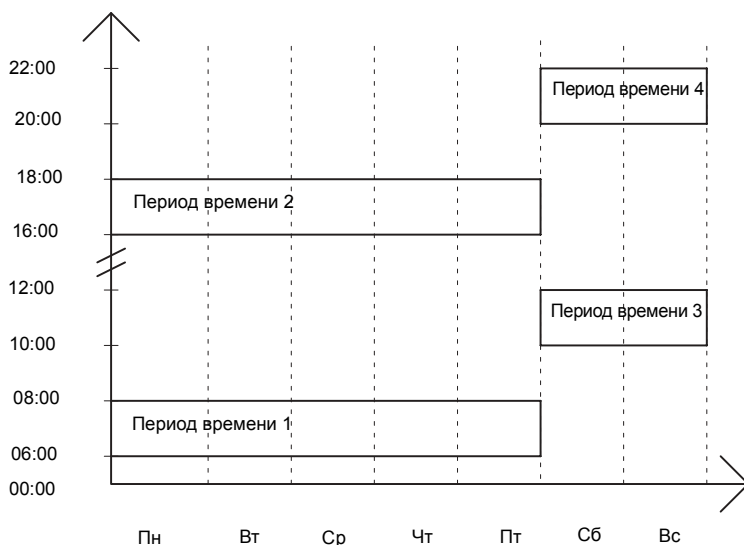 22:00
Период времени 4
20:00
18:00
Период времени 2
16:00
12:00
Период времени 3
10:00
08:00
Период времени 1
06:00
00:00
Пн Вт Ср Чт Пт Сб Вс